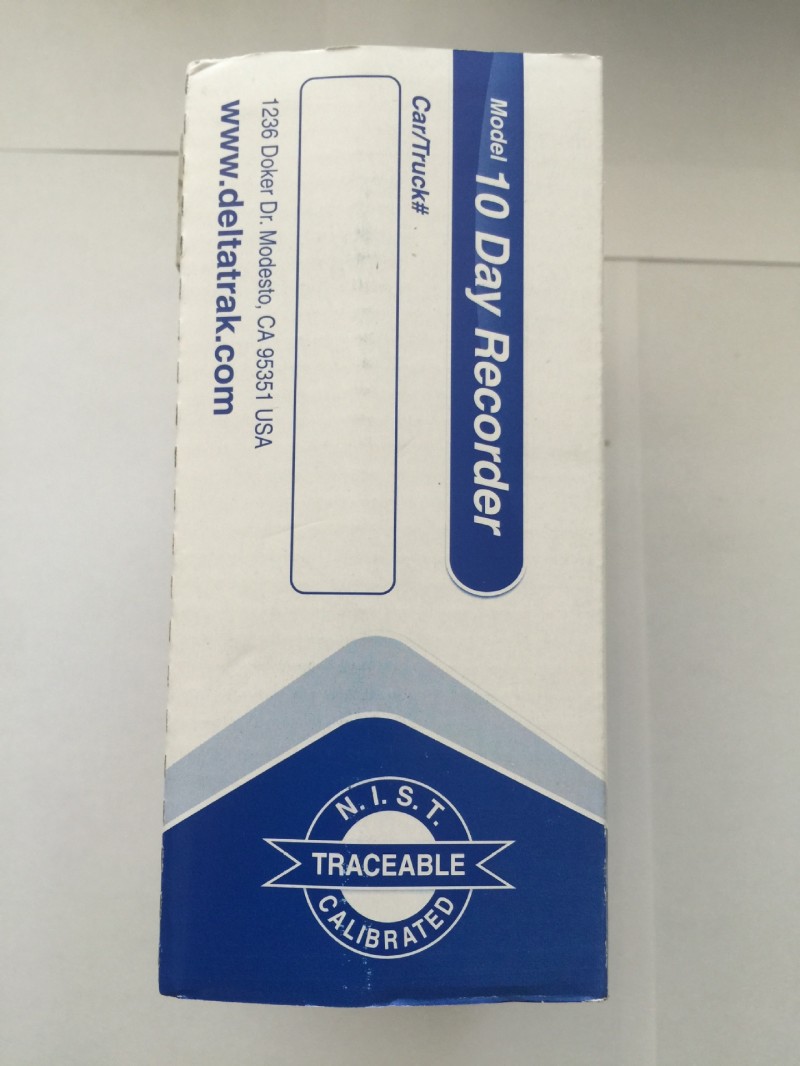 Model 10 Day Recorder
Car/Truck#
1236 Doker Dr. Modesto, CA 95351 USA
www.deltatrak.com
N.I.S.T.
TRACEABLE
CALIBRATED